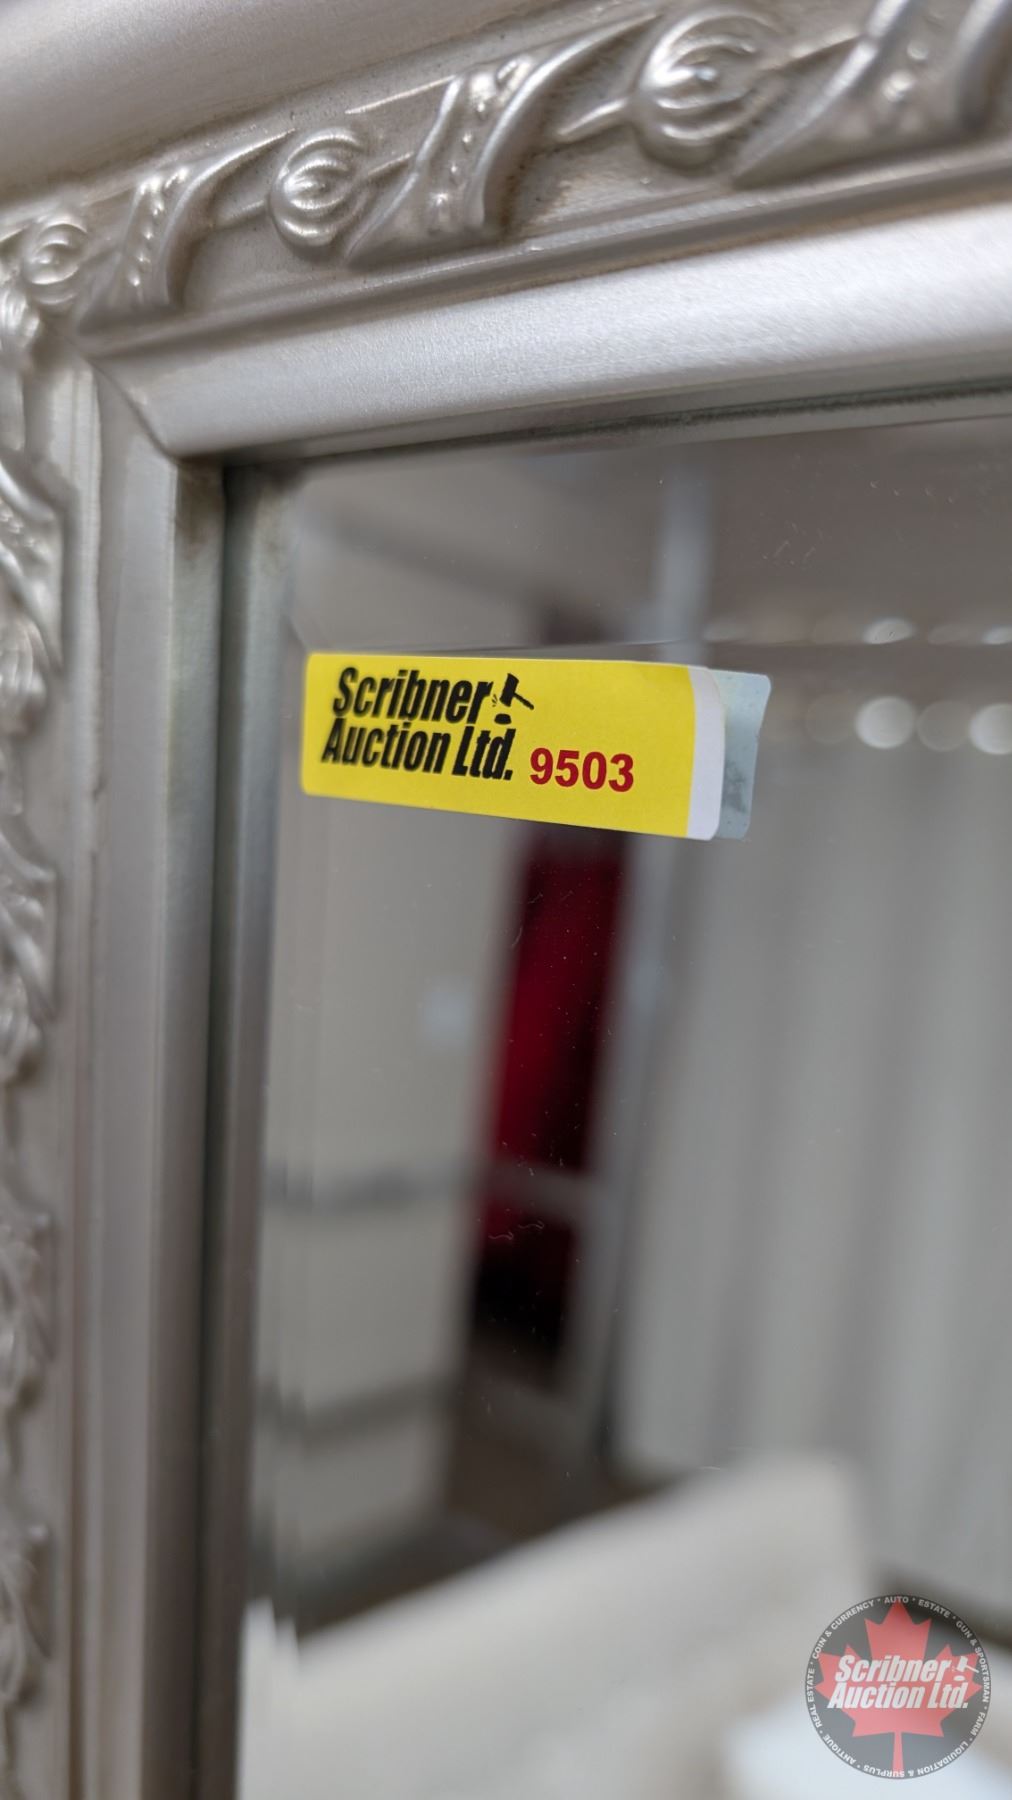 Scribner
Auction Ltd. 9503
Scribner
Auction Ltd.
REAL ESTATE • COIN & CURRENCY • AUTO • ESTATE • GUN & SPORTSMAN • FARM • LIQUIDATION & SURPLUS • ANTIQUE •